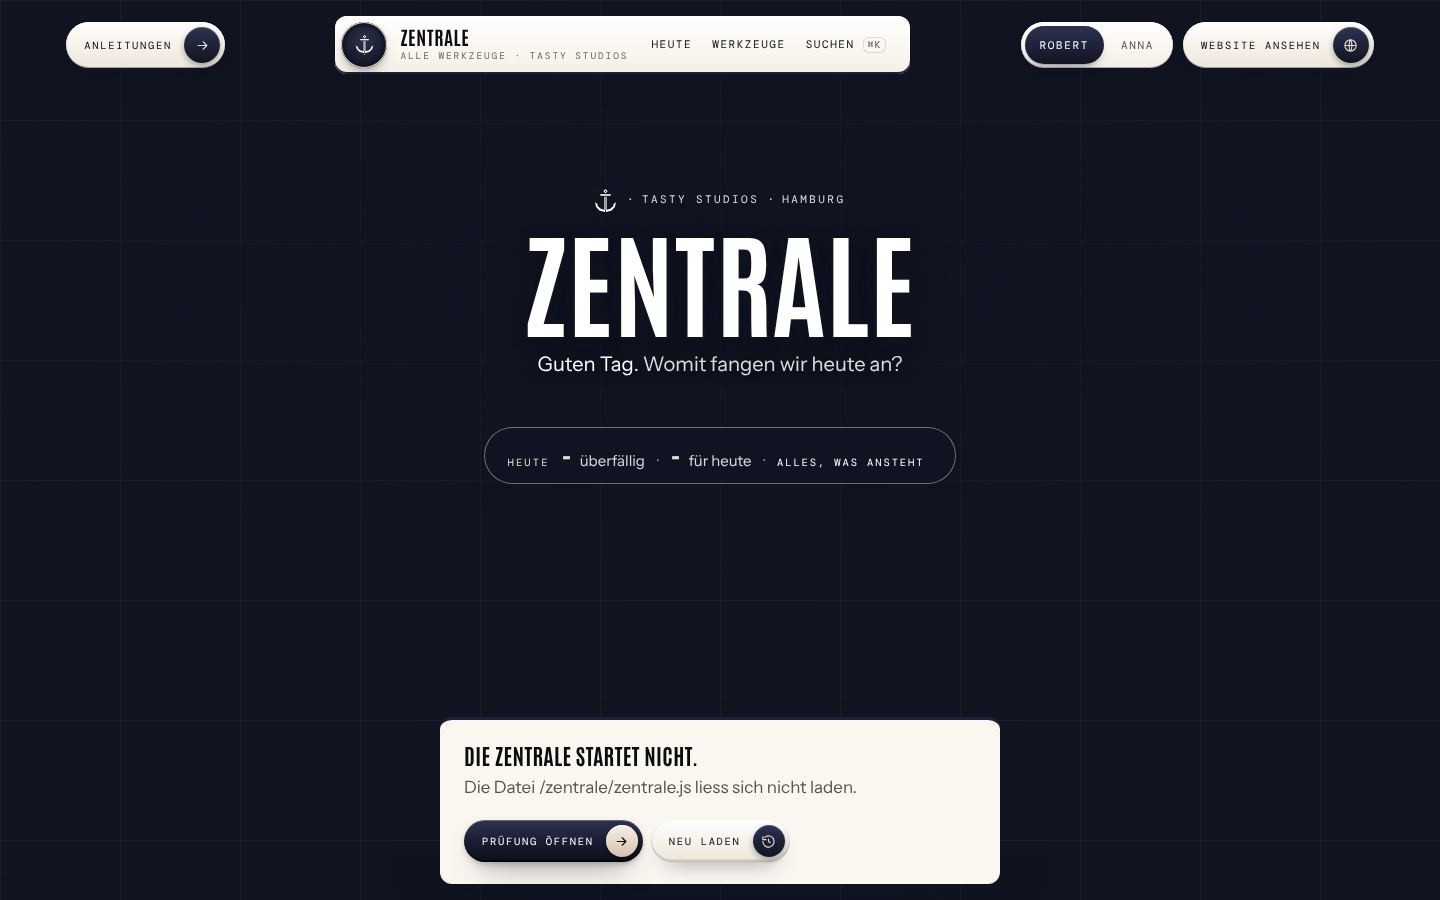 ANLEITUNGEN
ZENTRALE
ALLE WERKZEUGE · TASTY STUDIOS
HEUTE WERKZEUGE SUCHEN ⌘K
ROBERT ANNA
WEBSITE ANSEHEN
· TASTY STUDIOS · HAMBURG
ZENTRALE
Guten Tag. Womit fangen wir heute an?
HEUTE - überfällig · - für heute · ALLES, WAS ANSTEHT
DIE ZENTRALE STARTET NICHT.
Die Datei /zentrale/zentrale.js liess sich nicht laden.
PRÜFUNG ÖFFNEN
NEU LADEN